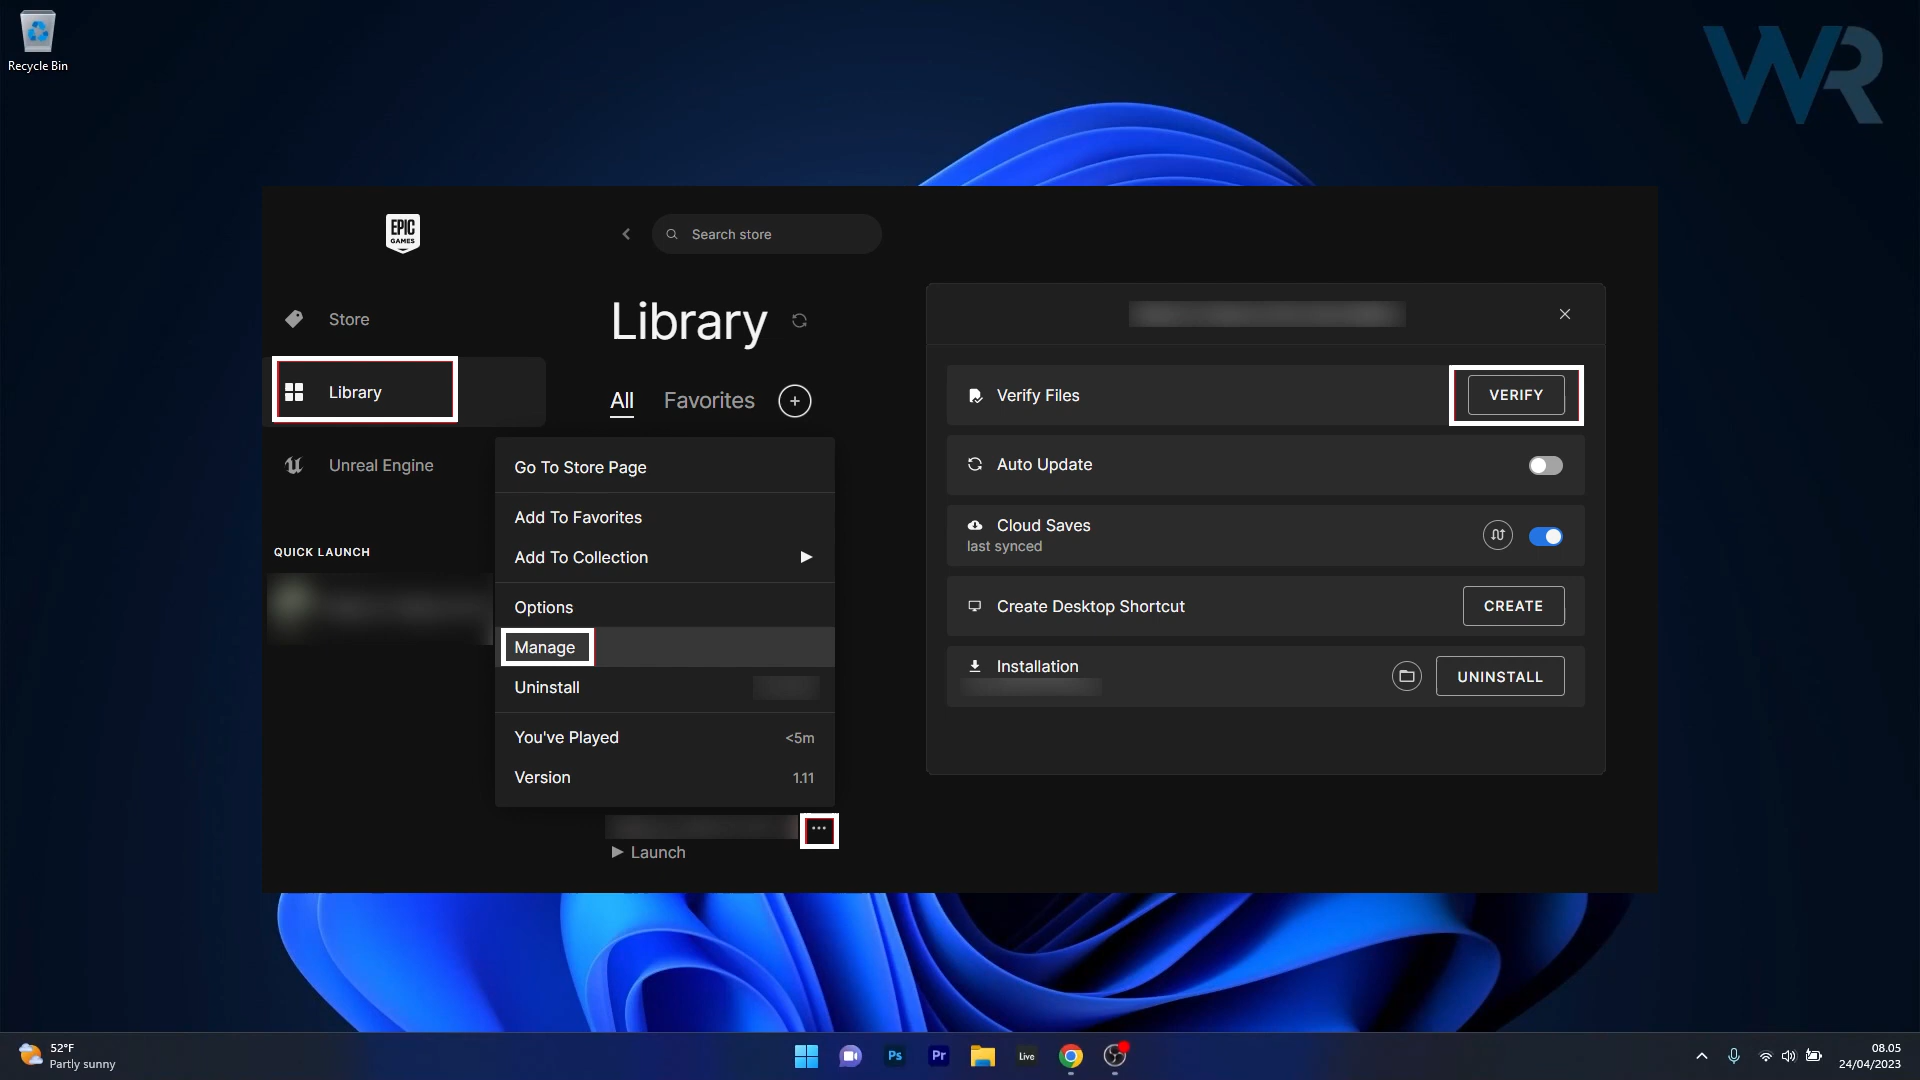 Recycle Bin
WR
EPIC
GAMES
Search store
Store
Library
Unreal Engine
QUICK LAUNCH
Library
All Favorites
Go To Store Page
Add To Favorites
Add To Collection
Options
Manage
Uninstall
You've Played <5m
Version 1.11
Launch
Verify Files VERIFY
Auto Update
Cloud Saves
last synced
Create Desktop Shortcut CREATE
Installation UNINSTALL
52°F
Partly sunny
Ps
Pr
Live
08.05
24/04/2023